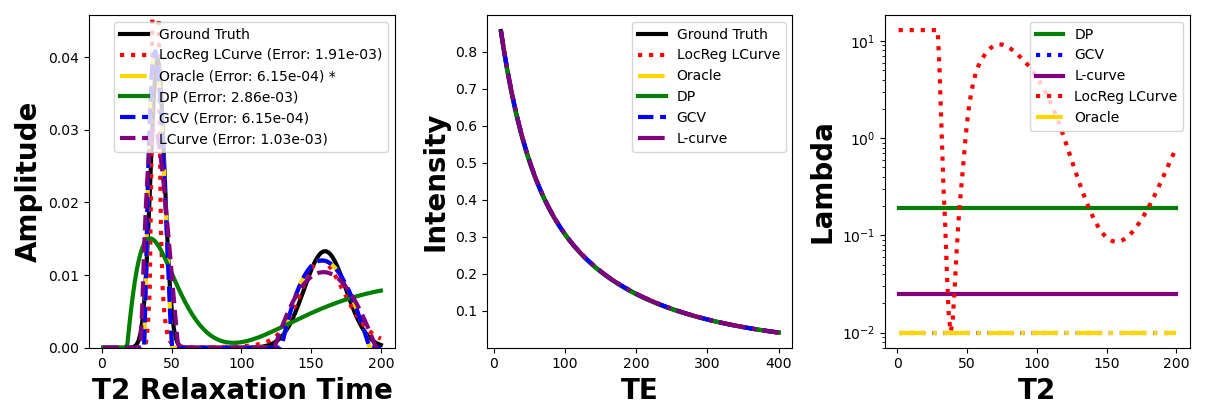 Amplitude
0.04
0.03
0.02
0.01
0.00
Ground Truth
LocReg LCurve (Error: 1.91e-03)
Oracle (Error: 6.15e-04) *
DP (Error: 2.86e-03)
GCV (Error: 6.15e-04)
LCurve (Error: 1.03e-03)
0 50 100 150 200
T2 Relaxation Time
Intensity
0.8
0.7
0.6
0.5
0.4
0.3
0.2
0.1
Ground Truth
LocReg LCurve
Oracle
DP
GCV
L-curve
0 100 200 300 400
TE
Lambda
10¹
10⁰
10⁻¹
10⁻²
DP
GCV
L-curve
LocReg LCurve
Oracle
0 50 100 150 200
T2